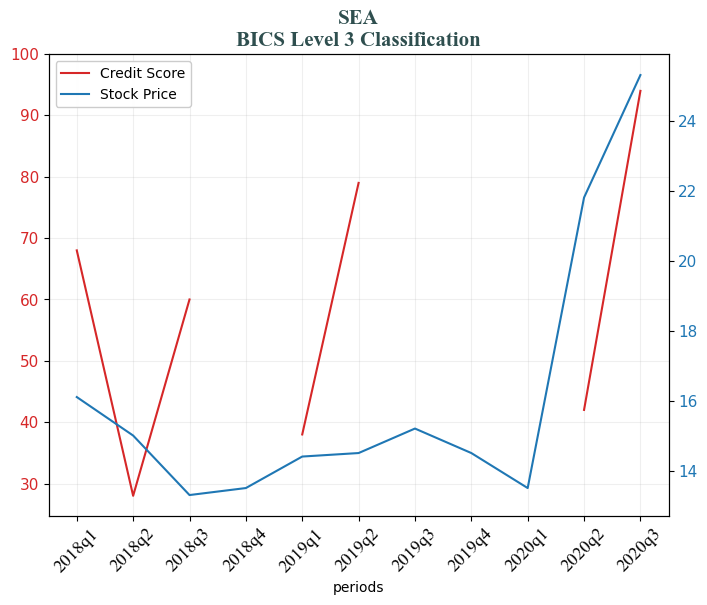 SEA
BICS Level 3 Classification
Credit Score
Stock Price
100
90
80
70
60
50
40
30
24
22
20
18
16
14
2018q1
2018q2
2018q3
2018q4
2019q1
2019q2
2019q3
2019q4
2020q1
2020q2
2020q3
periods